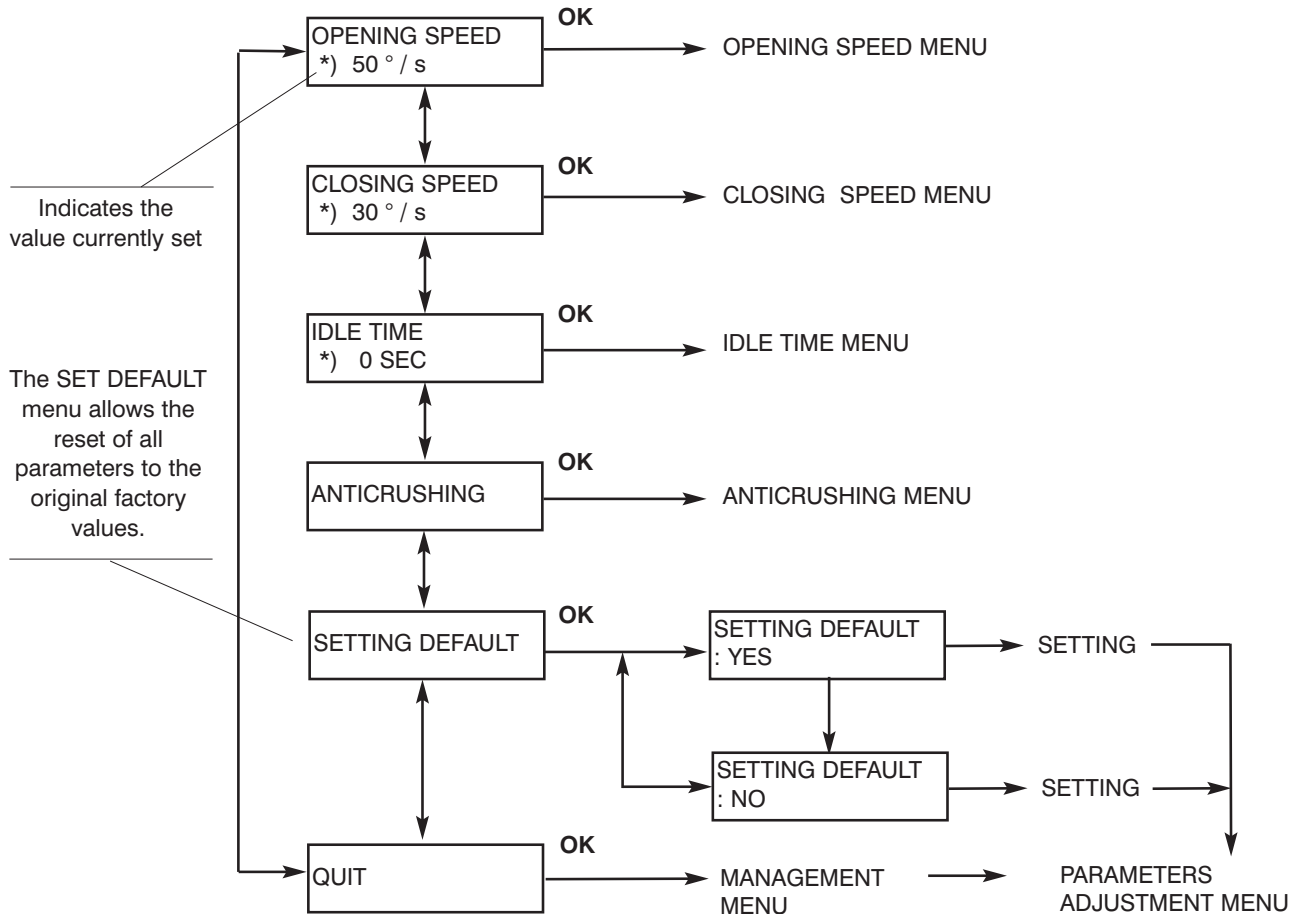 OK
OPENING SPEED
*) 50 ° / s
OPENING SPEED MENU
OK
CLOSING SPEED
*) 30 ° / s
CLOSING SPEED MENU
Indicates the
value currently set
OK
IDLE TIME
*) 0 SEC
IDLE TIME MENU
The SET DEFAULT
menu allows the
reset of all
parameters to the
original factory
values.
OK
ANTICRUSHING
ANTICRUSHING MENU
OK
SETTING DEFAULT
SETTING DEFAULT
: YES
SETTING
SETTING DEFAULT
: NO
SETTING
OK
QUIT
MANAGEMENT
MENU
PARAMETERS
ADJUSTMENT MENU